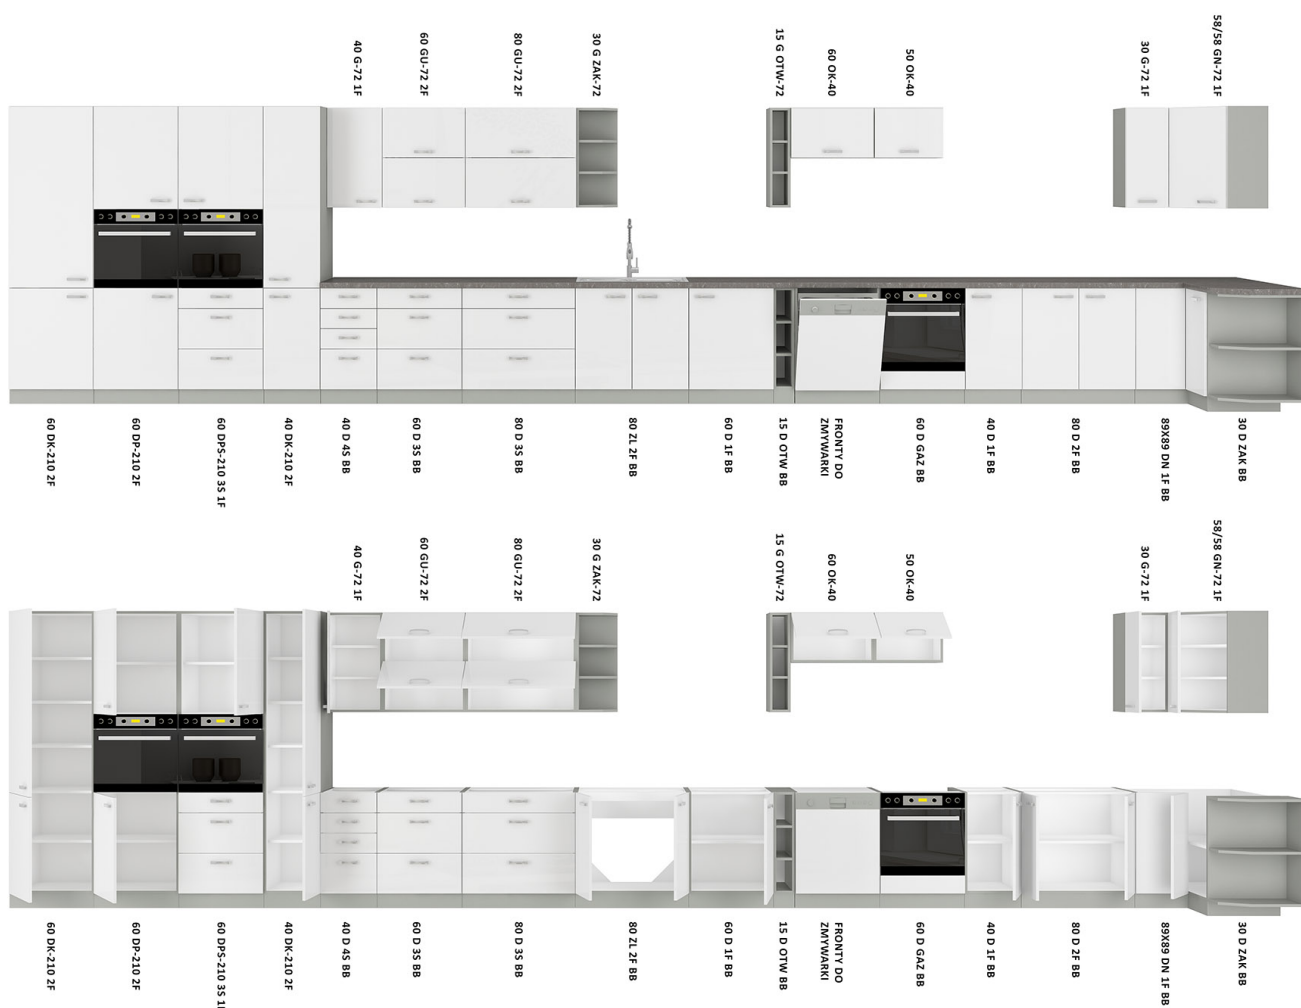 40 G-72 1F
60 GU-72 2F
80 GU-72 2F
30 G ZAK-72
15 G OTW-72
60 OK-40
50 OK-40
30 G-72 1F
58/58 GN-72 1F
60 DK-210 2F
60 DP-210 2F
60 DPS-210 3S 1F
40 DK-210 2F
40 D 4S BB
60 D 3S BB
80 D 3S BB
80 ZL 2F BB
60 D 1F BB
15 D OTW BB
FRONTY DO
ZMYWARKI
60 D GAZ BB
40 D 1F BB
80 D 2F BB
89X89 DN 1F BB
30 D ZAK BB
40 G-72 1F
60 GU-72 2F
80 GU-72 2F
30 G ZAK-72
15 G OTW-72
60 OK-40
50 OK-40
30 G-72 1F
58/58 GN-72 1F
60 DK-210 2F
60 DP-210 2F
60 DPS-210 3S
40 DK-210 2F
40 D 4S BB
60 D 3S BB
80 D 3S BB
80 ZL 2F BB
60 D 1F BB
15 D OTW BB
FRONTY DO
ZMYWARKI
60 D GAZ BB
40 D 1F BB
80 D 2F BB
89X89 DN 1F BB
30 D ZAK BB